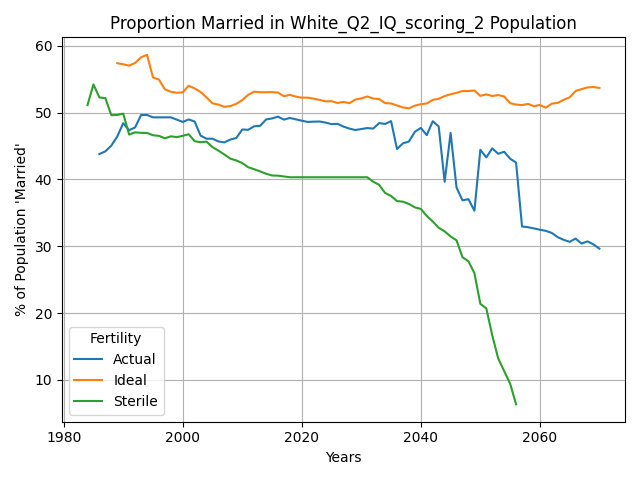 Proportion Married in White_Q2_IQ_scoring_2 Population
% of Population 'Married'
60
50
40
30
20
10
Fertility
Actual
Ideal
Sterile
1980
2000
2020
2040
2060
Years